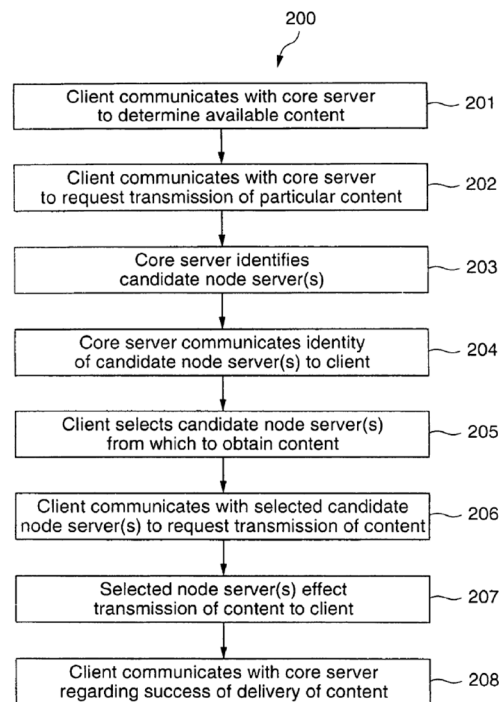 200
Client communicates with core server
to determine available content
201
Client communicates with core server
to request transmission of particular content
202
Core server identifies
candidate node server(s)
203
Core server communicates identity
of candidate node server(s) to client
204
Client selects candidate node server(s)
from which to obtain content
205
Client communicates with selected candidate
node server(s) to request transmission of content
206
Selected node server(s) effect
transmission of content to client
207
Client communicates with core server
regarding success of delivery of content
208